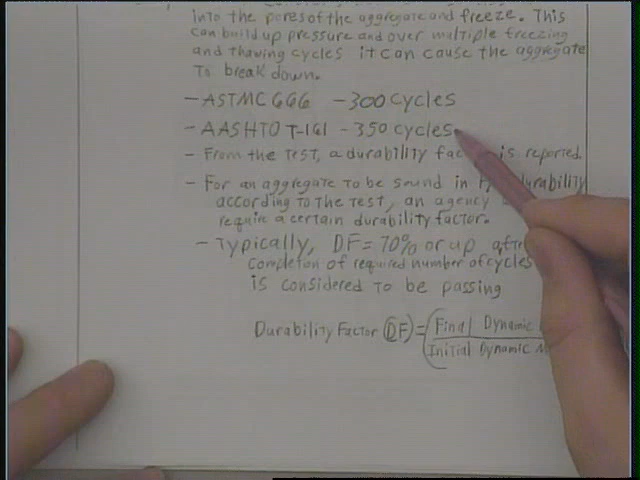 into the pores of the aggregate and freeze. This
can build up pressure and over multiple freezing
and thawing cycles it can cause the aggregate
to break down.
- ASTM C 666 - 300 cycles
- AASHTO T-161 - 350 cycles
- From the test, a durability fac is reported.
- For an aggregate to be sound in durability
according to the test, an agency
require a certain durability factor.
- Typically, DF = 70% or up afte
completion of required number of cycles
is considered to be passing
Durability Factor (DF) = (Final Dynamic
Initial Dynamic M